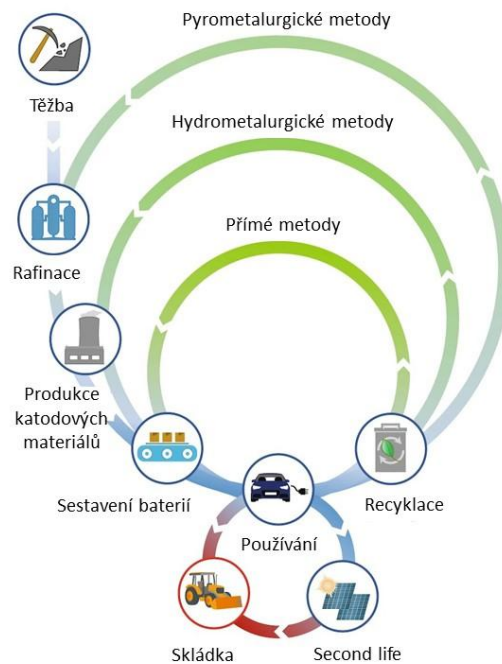 Pyrometalurgické metody
Těžba
Hydrometalurgické metody
Přímé metody
Rafinace
Produkce
katodových
materiálů
Sestavení baterií
Recyklace
Používání
Skládka
Second life